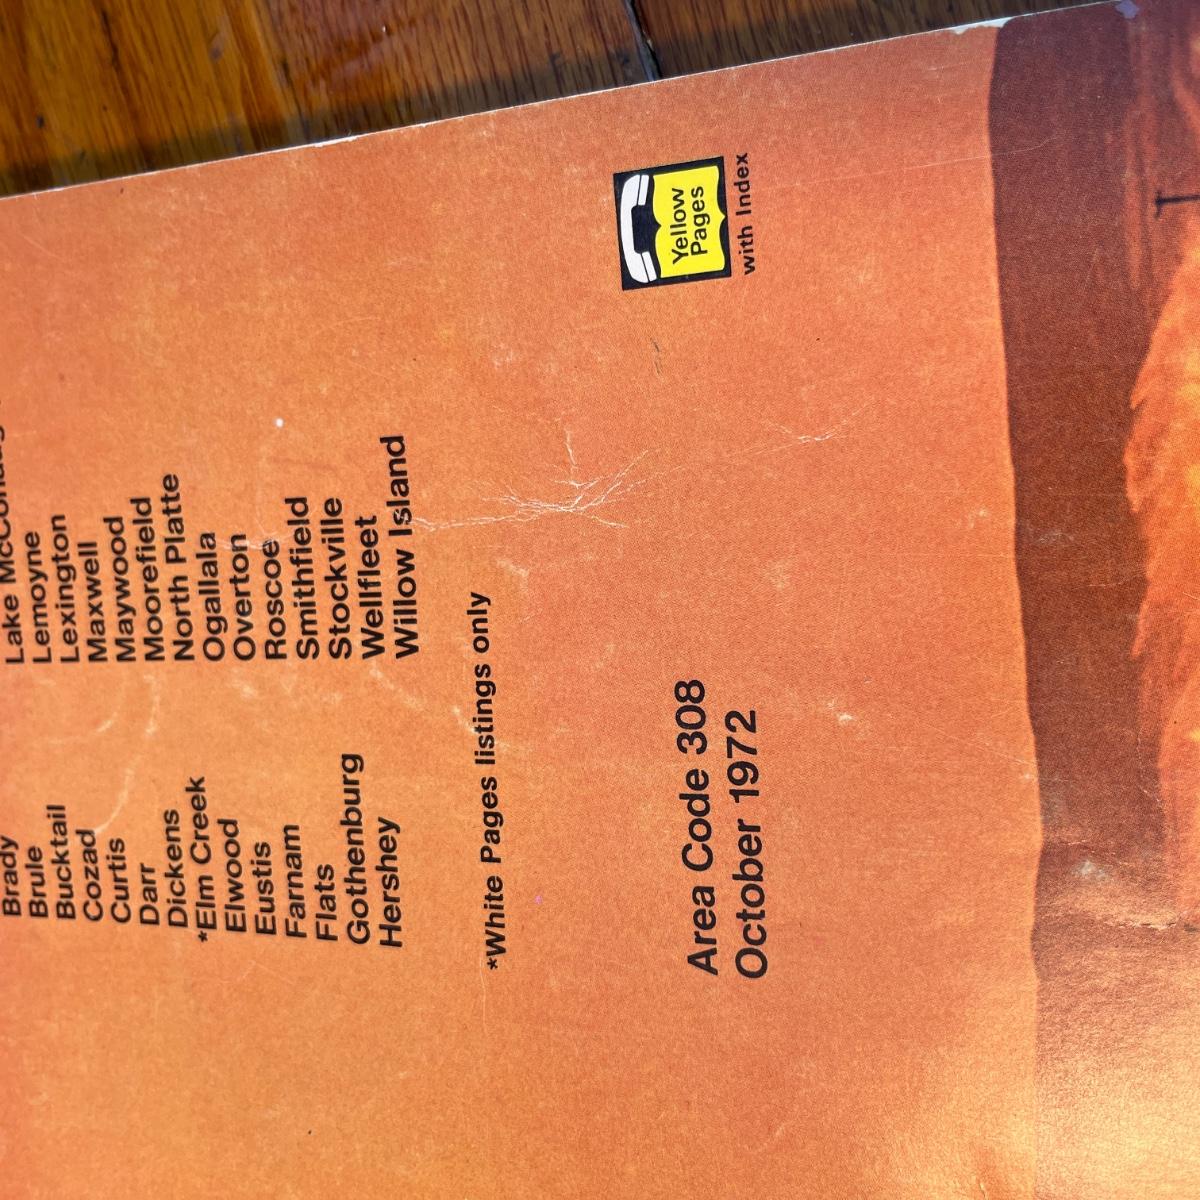 Brady
Brule
Bucktail
Cozad
Curtis
Darr
Dickens
*Elm Creek
Elwood
Eustis
Farnam
Flats
Gothenburg
Hershey
Lake
Lemoyne
Lexington
Maxwell
Maywood
Moorefield
North Platte
Ogallala
Overton
Roscoe
Smithfield
Stockville
Wellfleet
Willow Island
*White Pages listings only
Area Code 308
October 1972
Yellow
Pages
with Index